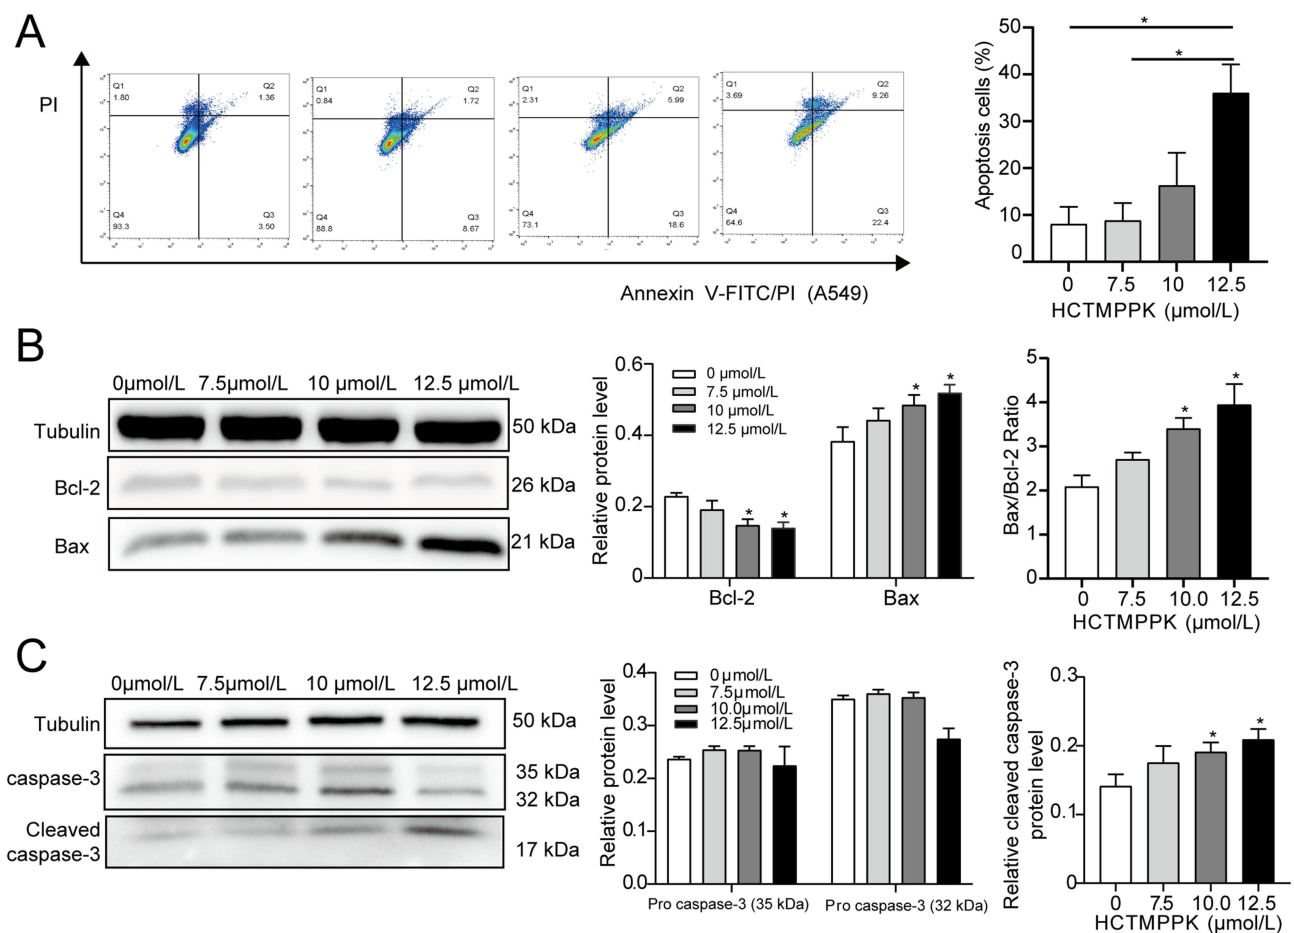 A
PI
Q1 1.80
Q2 1.36
Q4 93.3
Q3 3.50
Q1 0.84
Q2 1.72
Q4 88.8
Q3 8.67
Q1 2.31
Q2 5.99
Q4 73.1
Q3 18.6
Q1 3.69
Q2 9.26
Q4 64.6
Q3 22.4
Annexin V-FITC/PI (A549)
Apoptosis cells (%)
50
40
30
20
10
0
*
*
0 7.5 10 12.5
HCTMPPK (µmol/L)
B
0µmol/L 7.5µmol/L 10 µmol/L 12.5 µmol/L
Tubulin 50 kDa
Bcl-2 26 kDa
Bax 21 kDa
Relative protein level
0.6
0.4
0.2
0
0 µmol/L
7.5 µmol/L
10 µmol/L
12.5 µmol/L
* * * *
Bcl-2 Bax
Bax/Bcl-2 Ratio
5
4
3
2
1
0
* *
0 7.5 10.0 12.5
HCTMPPK (µmol/L)
C
0µmol/L 7.5µmol/L 10 µmol/L 12.5 µmol/L
Tubulin 50 kDa
caspase-3 35 kDa
32 kDa
Cleaved
caspase-3 17 kDa
Relative protein level
0.4
0.3
0.2
0.1
0.0
0µmol/L
7.5µmol/L
10.0µmol/L
12.5µmol/L
Pro caspase-3 (35 kDa) Pro caspase-3 (32 kDa)
Relative cleaved caspase-3
protein level
0.3
0.2
0.1
0
* *
0 7.5 10.0 12.5
HCTMPPK (µmol/L)